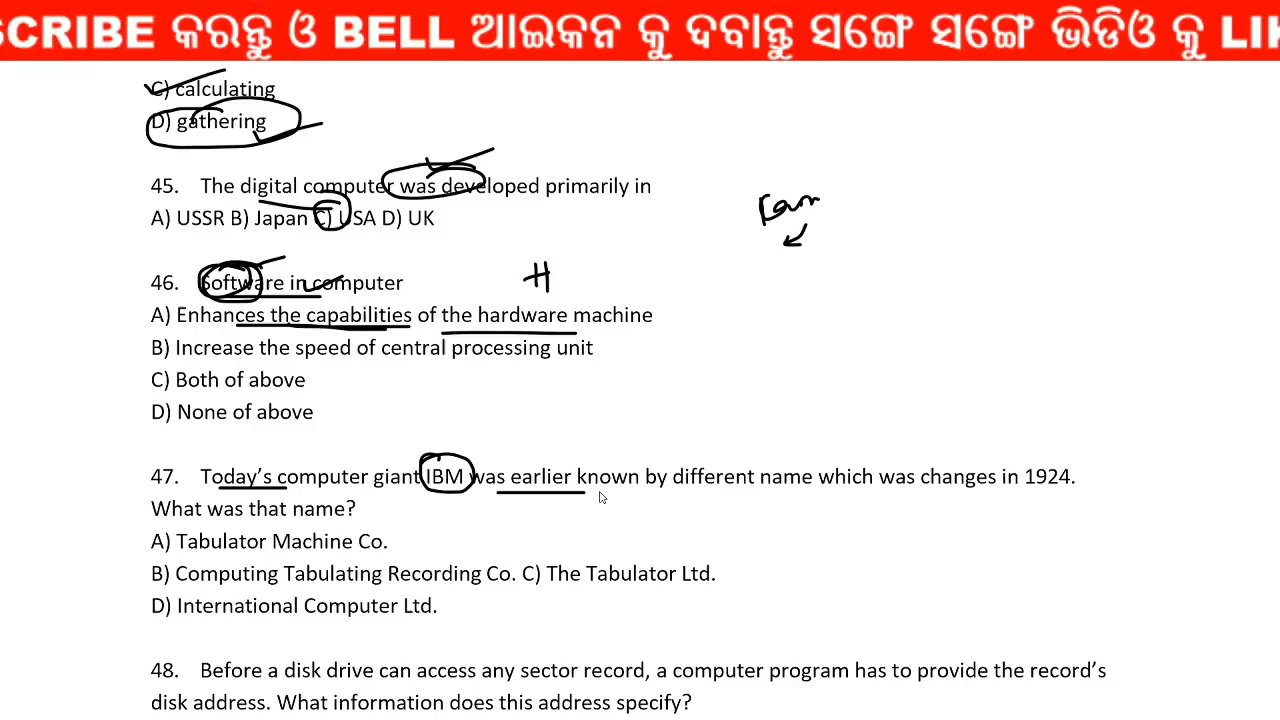 SCRIBE କରନ୍ତୁ ଓ BELL ଆଇକନ କୁ ଦବାନ୍ତୁ ସଙ୍ଗେ ସଙ୍ଗେ ଭିଡିଓ କୁ LIK
C) calculating
D) gathering
45. The digital computer was developed primarily in
A) USSR B) Japan C) USA D) UK
46. Software in computer
H
A) Enhances the capabilities of the hardware machine
B) Increase the speed of central processing unit
C) Both of above
D) None of above
47. Today's computer giant IBM was earlier known by different name which was changes in 1924.
What was that name?
A) Tabulator Machine Co.
B) Computing Tabulating Recording Co. C) The Tabulator Ltd.
D) International Computer Ltd.
48. Before a disk drive can access any sector record, a computer program has to provide the record's
disk address. What information does this address specify?